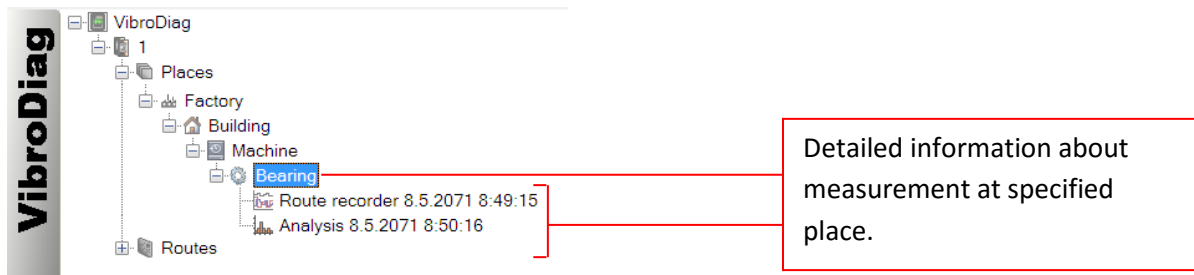 VibroDiag
VibroDiag
1
Places
Factory
Building
Machine
Bearing
Route recorder 8.5.2071 8:49:15
Analysis 8.5.2071 8:50:16
Routes
Detailed information about
measurement at specified
place.